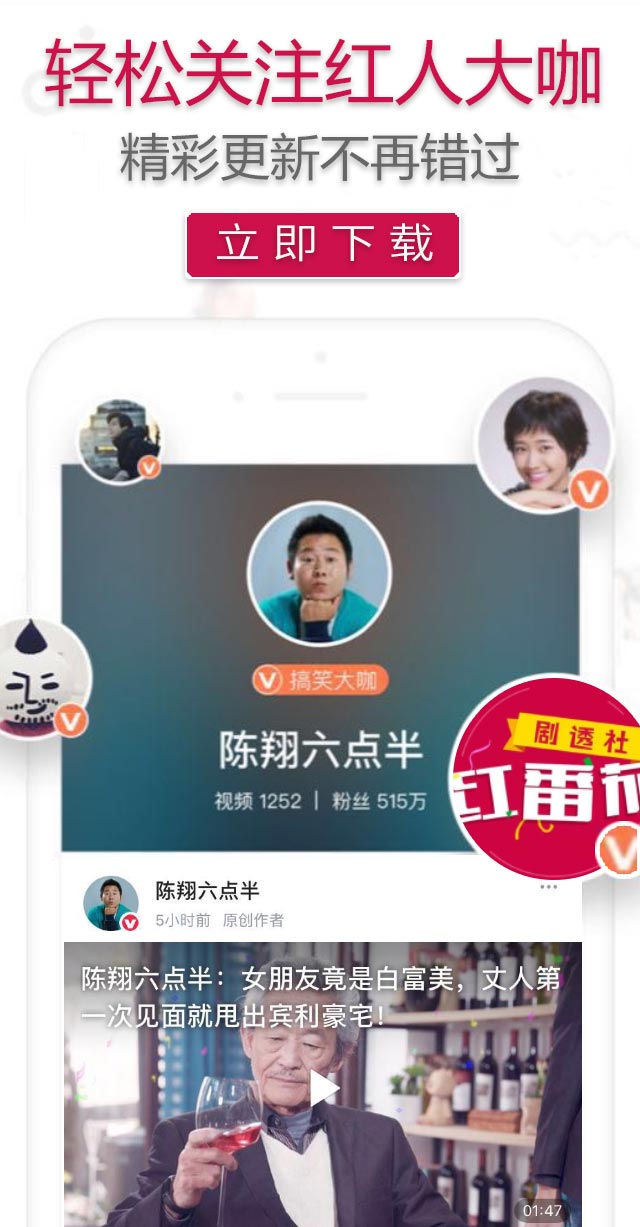 轻松关注红人大咖
精彩更新不再错过
立即下载
搞笑大咖
陈翔六点半
视频 1252 | 粉丝 515万
剧透社
红番茄
陈翔六点半
5小时前 原创作者
陈翔六点半：女朋友竟是白富美，丈人第
一次见面就甩出宾利豪宅！
01:47